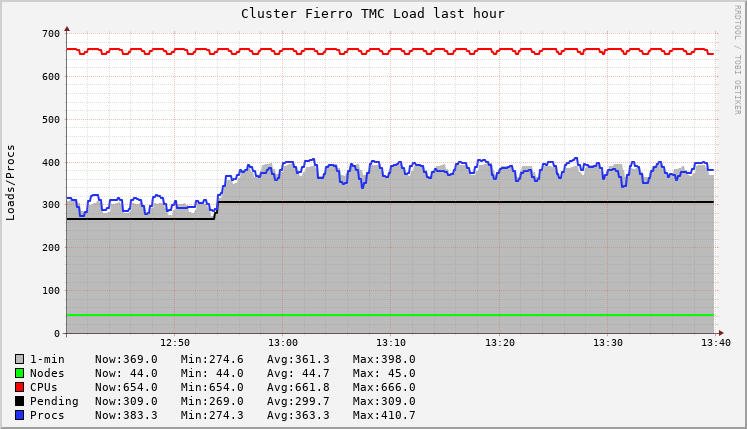 Cluster Fierro TMC Load last hour
RRDTOOL / TOBI OETIKER
Loads/Procs
700
600
500
400
300
200
100
0
12:50 13:00 13:10 13:20 13:30 13:40
1-min Now:369.0 Min:274.6 Avg:361.3 Max:398.0
Nodes Now: 44.0 Min: 44.0 Avg: 44.7 Max: 45.0
CPUs Now:654.0 Min:654.0 Avg:661.8 Max:666.0
Pending Now:309.0 Min:269.0 Avg:299.7 Max:309.0
Procs Now:383.3 Min:274.3 Avg:363.3 Max:410.7